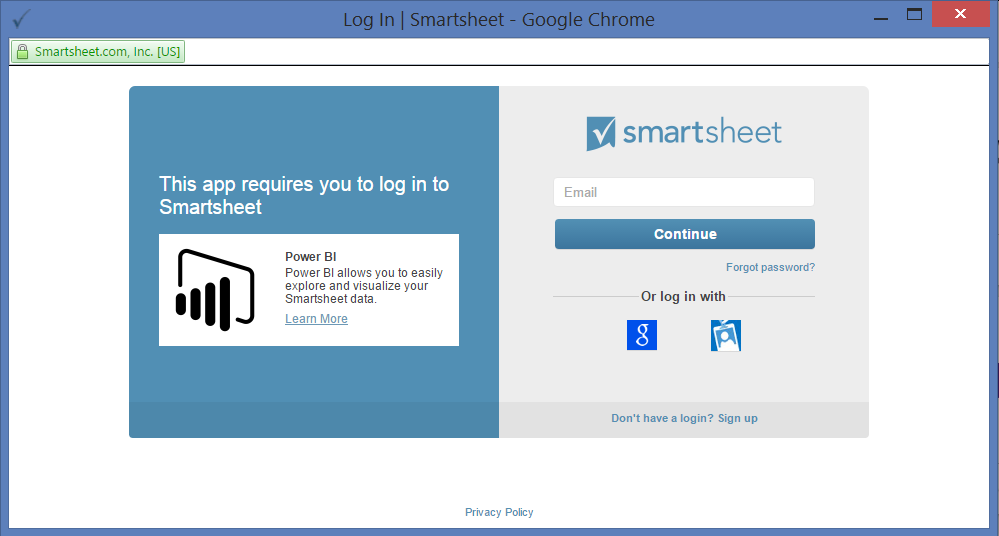 Log In | Smartsheet - Google Chrome
Smartsheet.com, Inc. [US]
This app requires you to log in to
Smartsheet
Power BI
Power BI allows you to easily
explore and visualize your
Smartsheet data.
Learn More
smartsheet
Email
Continue
Forgot password?
Or log in with
g
Don't have a login? Sign up
Privacy Policy